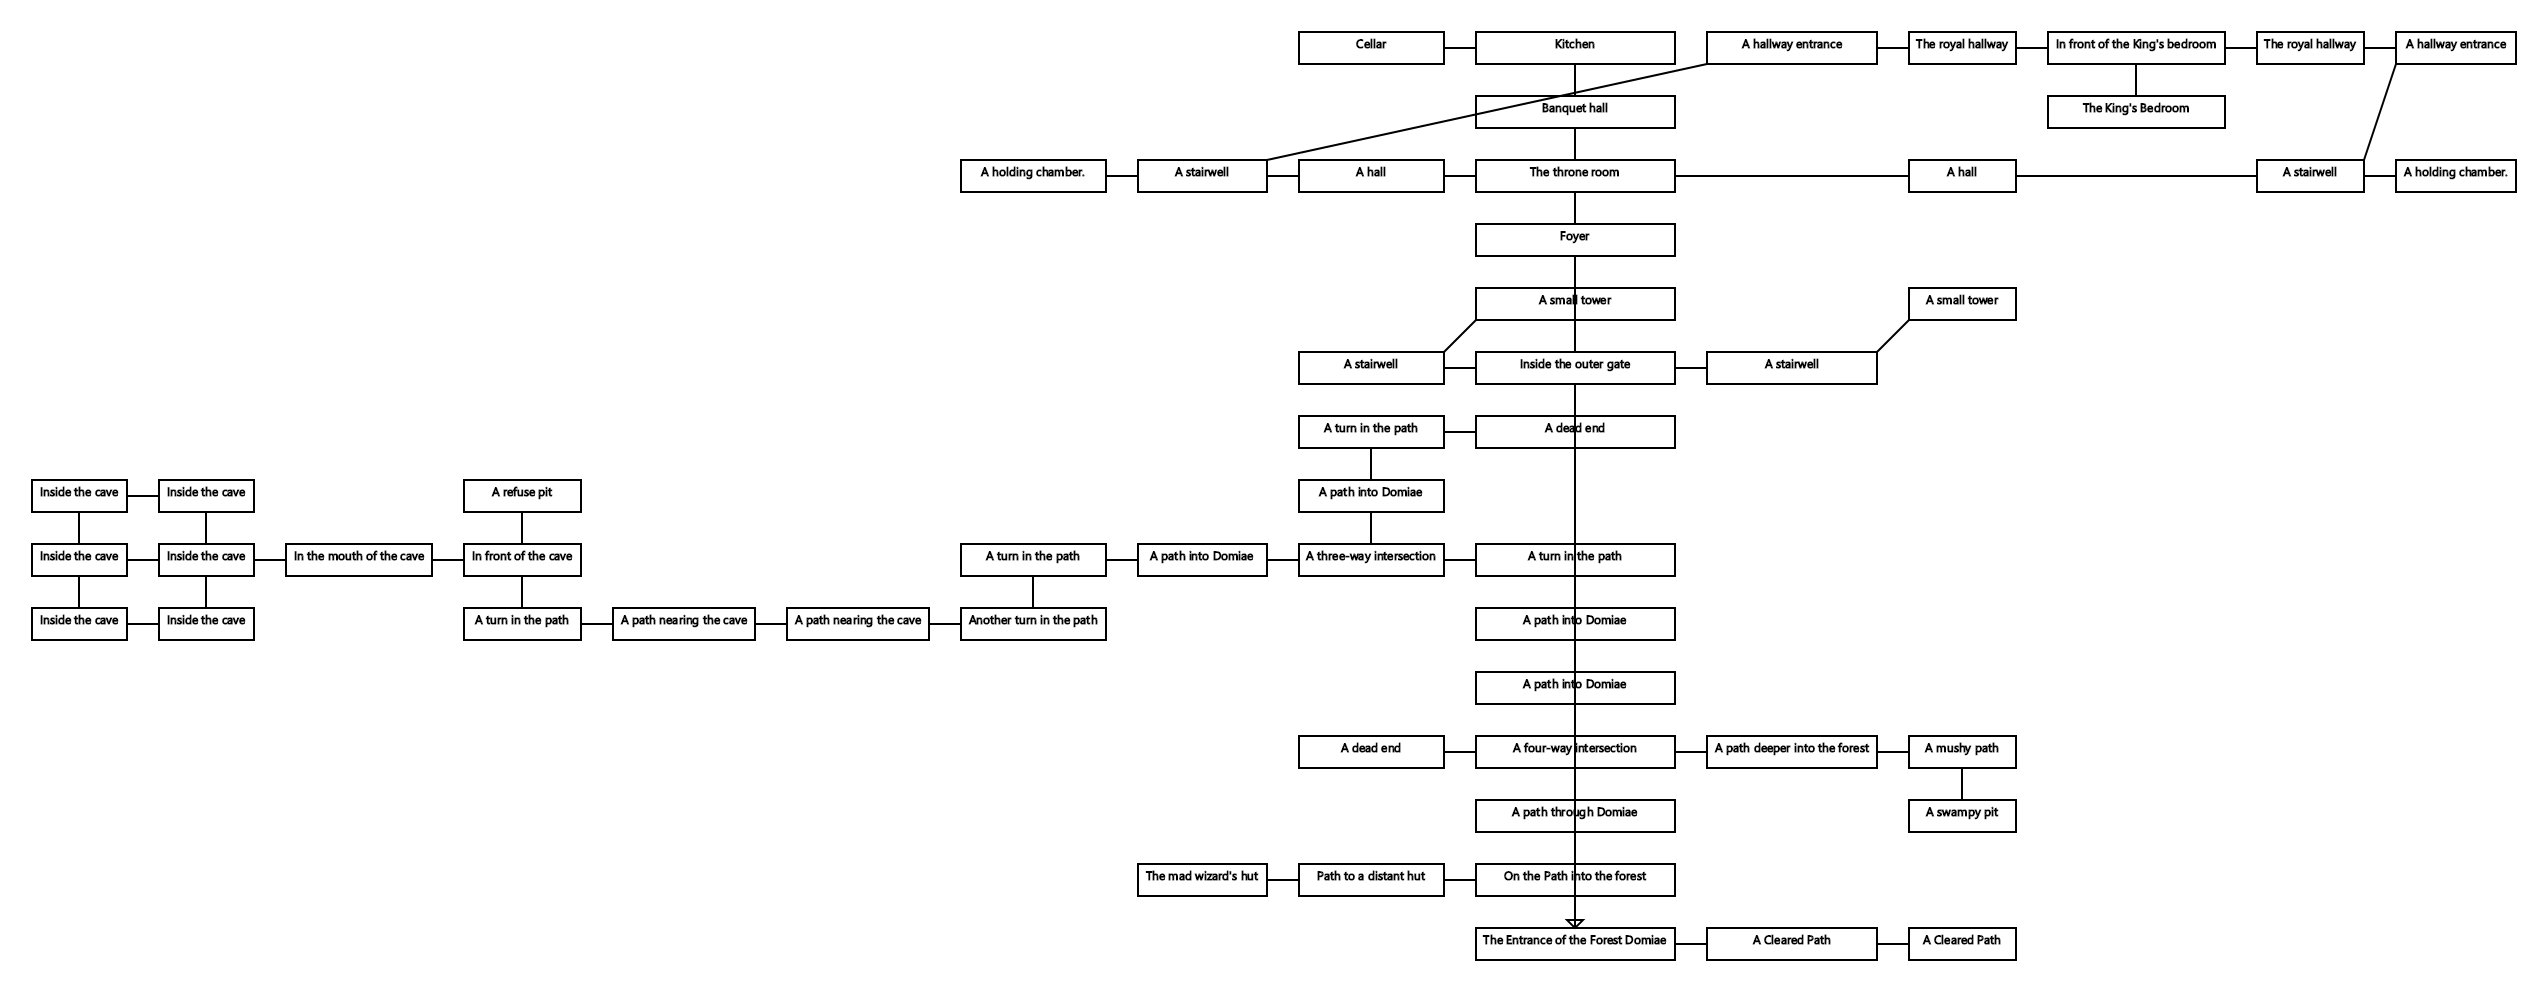 Cellar
Kitchen
A hallway entrance
The royal hallway
In front of the King's bedroom
The royal hallway
A hallway entrance
Banquet hall
The King's Bedroom
A holding chamber.
A stairwell
A hall
The throne room
A hall
A stairwell
A holding chamber.
Foyer
A small tower
A small tower
A stairwell
Inside the outer gate
A stairwell
A turn in the path
A dead end
Inside the cave
Inside the cave
A refuse pit
A path into Domiae
Inside the cave
Inside the cave
In the mouth of the cave
In front of the cave
A turn in the path
A path into Domiae
A three-way intersection
A turn in the path
Inside the cave
Inside the cave
A turn in the path
A path nearing the cave
A path nearing the cave
Another turn in the path
A path into Domiae
A path into Domiae
A dead end
A four-way intersection
A path deeper into the forest
A mushy path
A path through Domiae
A swampy pit
The mad wizard's hut
Path to a distant hut
On the Path into the forest
The Entrance of the Forest Domiae
A Cleared Path
A Cleared Path